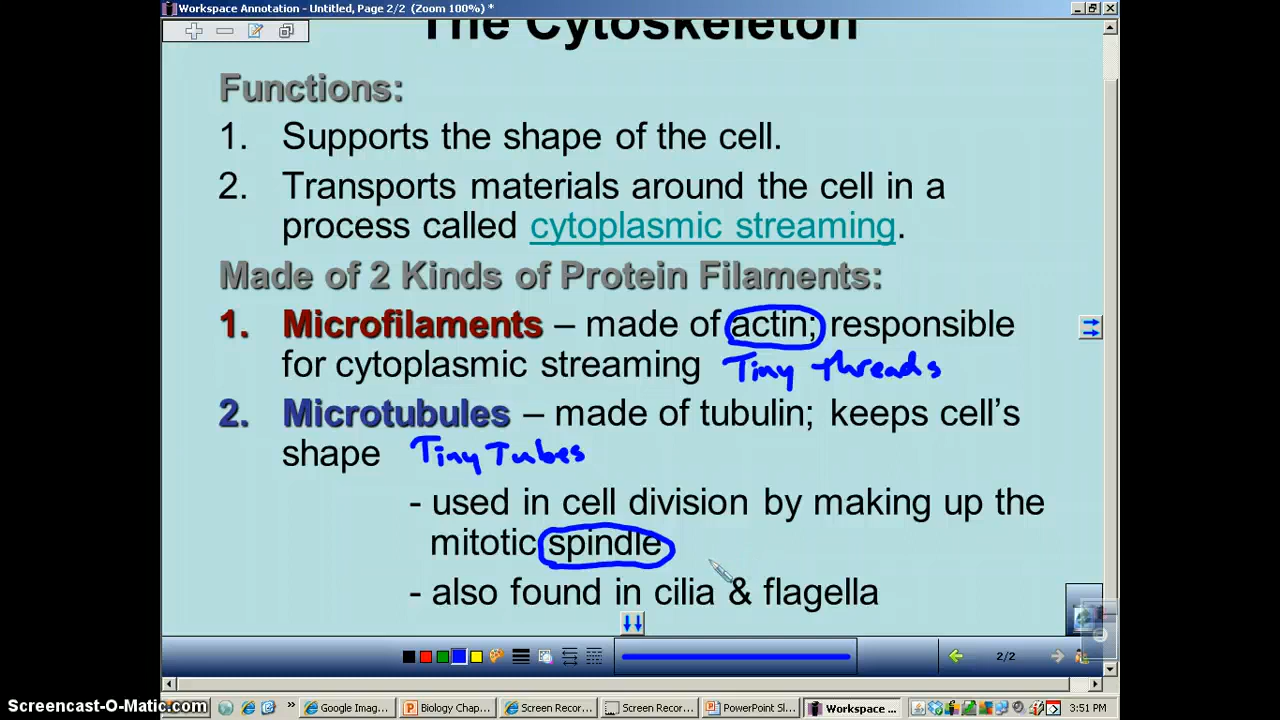 Workspace Annotation - Untitled, Page 2/2 (Zoom 100%) *
The Cytoskeleton
Functions:
1. Supports the shape of the cell.
2. Transports materials around the cell in a
process called cytoplasmic streaming.
Made of 2 Kinds of Protein Filaments:
1. Microfilaments – made of actin; responsible
for cytoplasmic streaming Tiny threads
2. Microtubules – made of tubulin; keeps cell's
shape Tiny Tubes
- used in cell division by making up the
mitotic spindle
- also found in cilia & flagella
2/2
Screencast-O-Matic.com
» Google Imag... Biology Chap... Screen Recor... Screen Recor... PowerPoint Sl... Workspace ... 3:51 PM